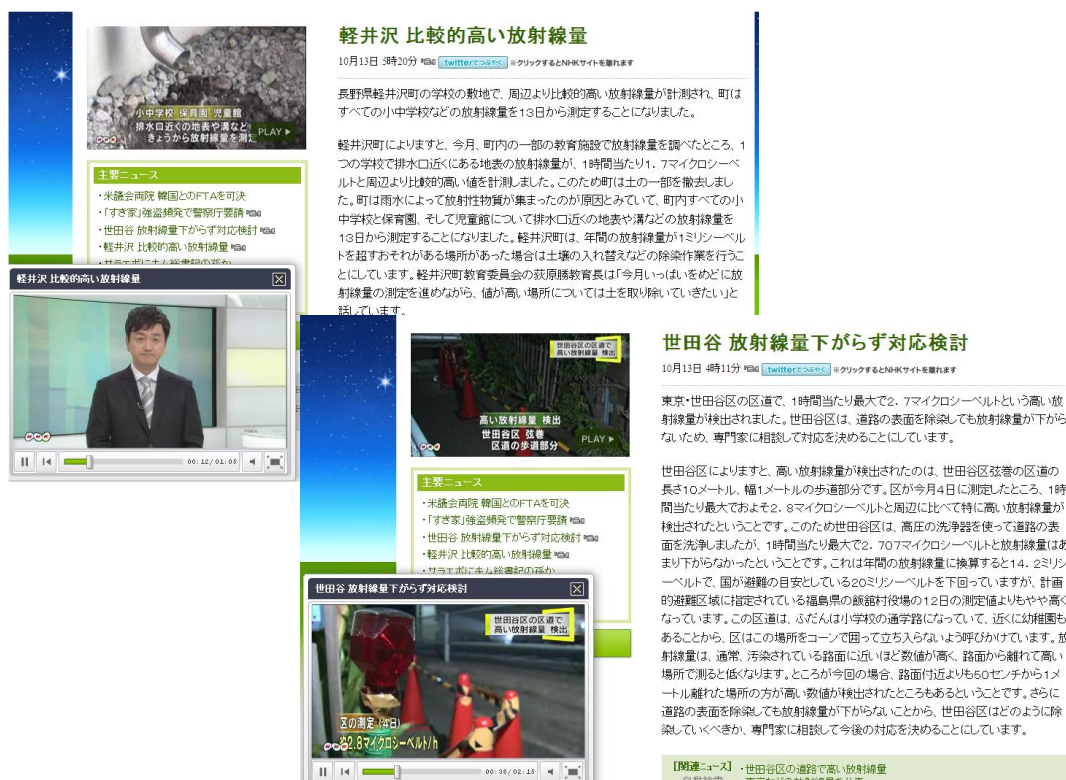 軽井沢 比較的高い放射線量
10月13日 5時20分 twitterでつぶやく ※クリックするとNHKサイトを離れます
長野県軽井沢町の学校の敷地で、周辺より比較的高い放射線量が計測され、町は
すべての小中学校などの放射線量を13日から測定することになりました。
軽井沢町によりますと、今月、町内の一部の教育施設で放射線量を調べたところ、1
つの学校で排水口近くにある地表の放射線量が、1時間当たり1. 7マイクロシーベ
ルトと周辺より比較的高い値を計測しました。このため町は土の一部を撤去しまし
た。町は雨水によって放射性物質が集まったのが原因とみていて、町内すべての小
中学校と保育園、そして児童館について排水口近くの地表や溝などの放射線量を
13日から測定することになりました。軽井沢町は、年間の放射線量が1ミリシーベル
トを超すおそれがある場所があった場合は土壌の入れ替えなどの除染作業を行うこ
とにしています。軽井沢町教育委員会の荻原勝教育長は「今月いっぱいをめどに放
射線量の測定を進めながら、値が高い場所については土を取り除いていきたい」と
話しています。
小中学校 保育園 児童館
排水口近くの地表や溝など
きょうから放射線量を測定
PLAY
NHK
主要ニュース
・米議会両院 韓国とのFTAを可決
・「すき家」強盗頻発で警察庁要請
・世田谷 放射線量下がらず対応検討
・軽井沢 比較的高い放射線量
・サラエボにキム総書記の孫か
軽井沢 比較的高い放射線量
NHK
00:12/01:05
世田谷 放射線量下がらず対応検討
10月13日 4時11分 twitterでつぶやく ※クリックするとNHKサイトを離れます
東京・世田谷区の区道で、1時間当たり最大で2. 7マイクロシーベルトという高い放
射線量が検出されました。世田谷区は、道路の表面を除染しても放射線量が下がら
ないため、専門家に相談して対応を決めることにしています。
世田谷区によりますと、高い放射線量が検出されたのは、世田谷区弦巻の区道の
長さ10メートル、幅1メートルの歩道部分です。区が今月4日に測定したところ、1時
間当たり最大でおよそ2. 8マイクロシーベルトと周辺に比べて特に高い放射線量が
検出されたということです。このため世田谷区は、高圧の洗浄器を使って道路の表
面を洗浄しましたが、1時間当たり最大で2. 707マイクロシーベルトと放射線量はあ
まり下がらなかったということです。これは年間の放射線量に換算すると14. 2ミリシ
ーベルトで、国が避難の目安としている20ミリシーベルトを下回っていますが、計画
的避難区域に指定されている福島県の飯舘村役場の12日の測定値よりもやや高く
なっています。この区道は、ふだんは小学校の通学路になっていて、近くに幼稚園も
あることから、区はこの場所をコーンで囲って立ち入らないよう呼びかけています。放
射線量は、通常、汚染されている路面に近いほど数値が高く、路面から離れて高い
場所で測ると低くなります。ところが今回の場合、路面付近よりも50センチから1メ
ートル離れた場所の方が高い数値が検出されたところもあるということです。さらに
道路の表面を除染しても放射線量が下がらないことから、世田谷区はどのように除
染していくべきか、専門家に相談して今後の対応を決めることにしています。
【関連ニュース】 ・世田谷区の道路で高い放射線量
世田谷区の区道で
高い放射線量 検出
高い放射線量 検出
世田谷区 弦巻
区道の歩道部分
PLAY
NHK
主要ニュース
・米議会両院 韓国とのFTAを可決
・「すき家」強盗頻発で警察庁要請
・世田谷 放射線量下がらず対応検討
・軽井沢 比較的高い放射線量
・サラエボにキム総書記の孫か
世田谷 放射線量下がらず対応検討
世田谷区の区道で
高い放射線量 検出
区の測定(4日)
約2.8マイクロシーベルト/h
NHK
00:38/02:15